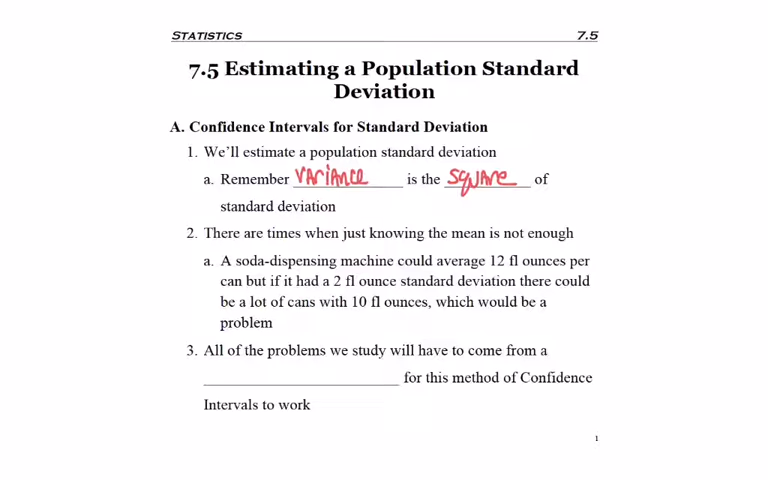 STATISTICS 7.5
7.5 Estimating a Population Standard
Deviation
A. Confidence Intervals for Standard Deviation
1. We'll estimate a population standard deviation
a. Remember variance is the square of
standard deviation
2. There are times when just knowing the mean is not enough
a. A soda-dispensing machine could average 12 fl ounces per
can but if it had a 2 fl ounce standard deviation there could
be a lot of cans with 10 fl ounces, which would be a
problem
3. All of the problems we study will have to come from a
____________________________ for this method of Confidence
Intervals to work
1